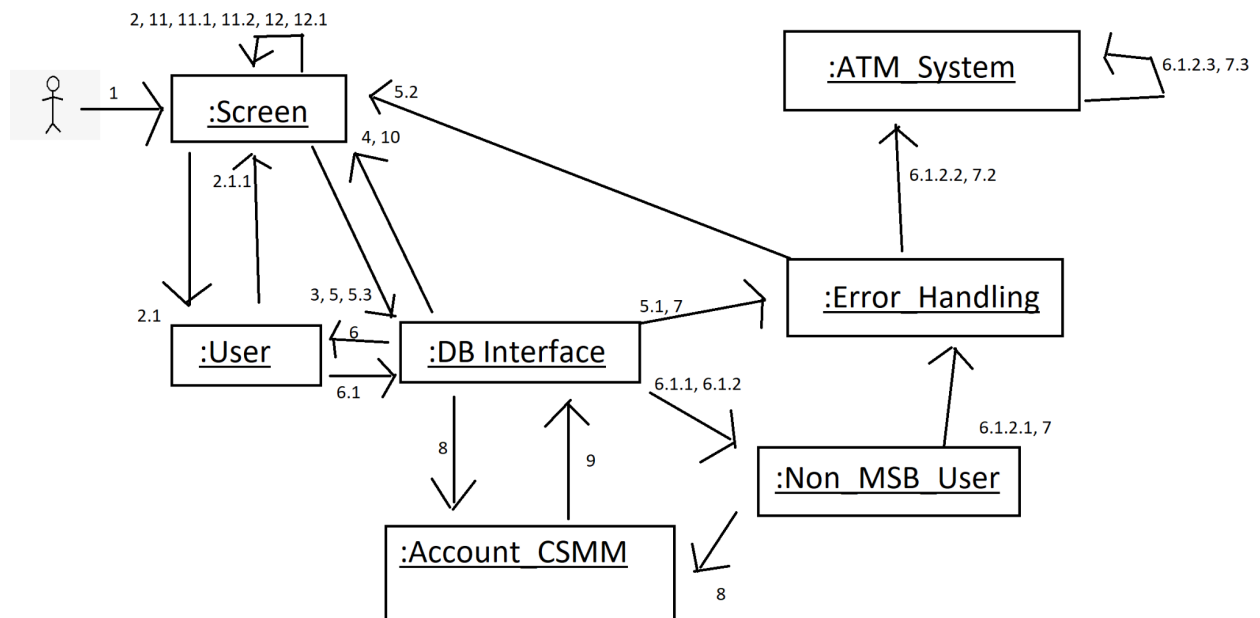 2, 11, 11.1, 11.2, 12, 12.1
:ATM_System
6.1.2.3, 7.3
1
:Screen
5.2
4, 10
2.1.1
6.1.2.2, 7.2
3, 5, 5.3
:Error_Handling
2.1
5.1, 7
:User
6
:DB Interface
6.1
6.1.1, 6.1.2
6.1.2.1, 7
8
9
:Non_MSB_User
:Account_CSMM
8